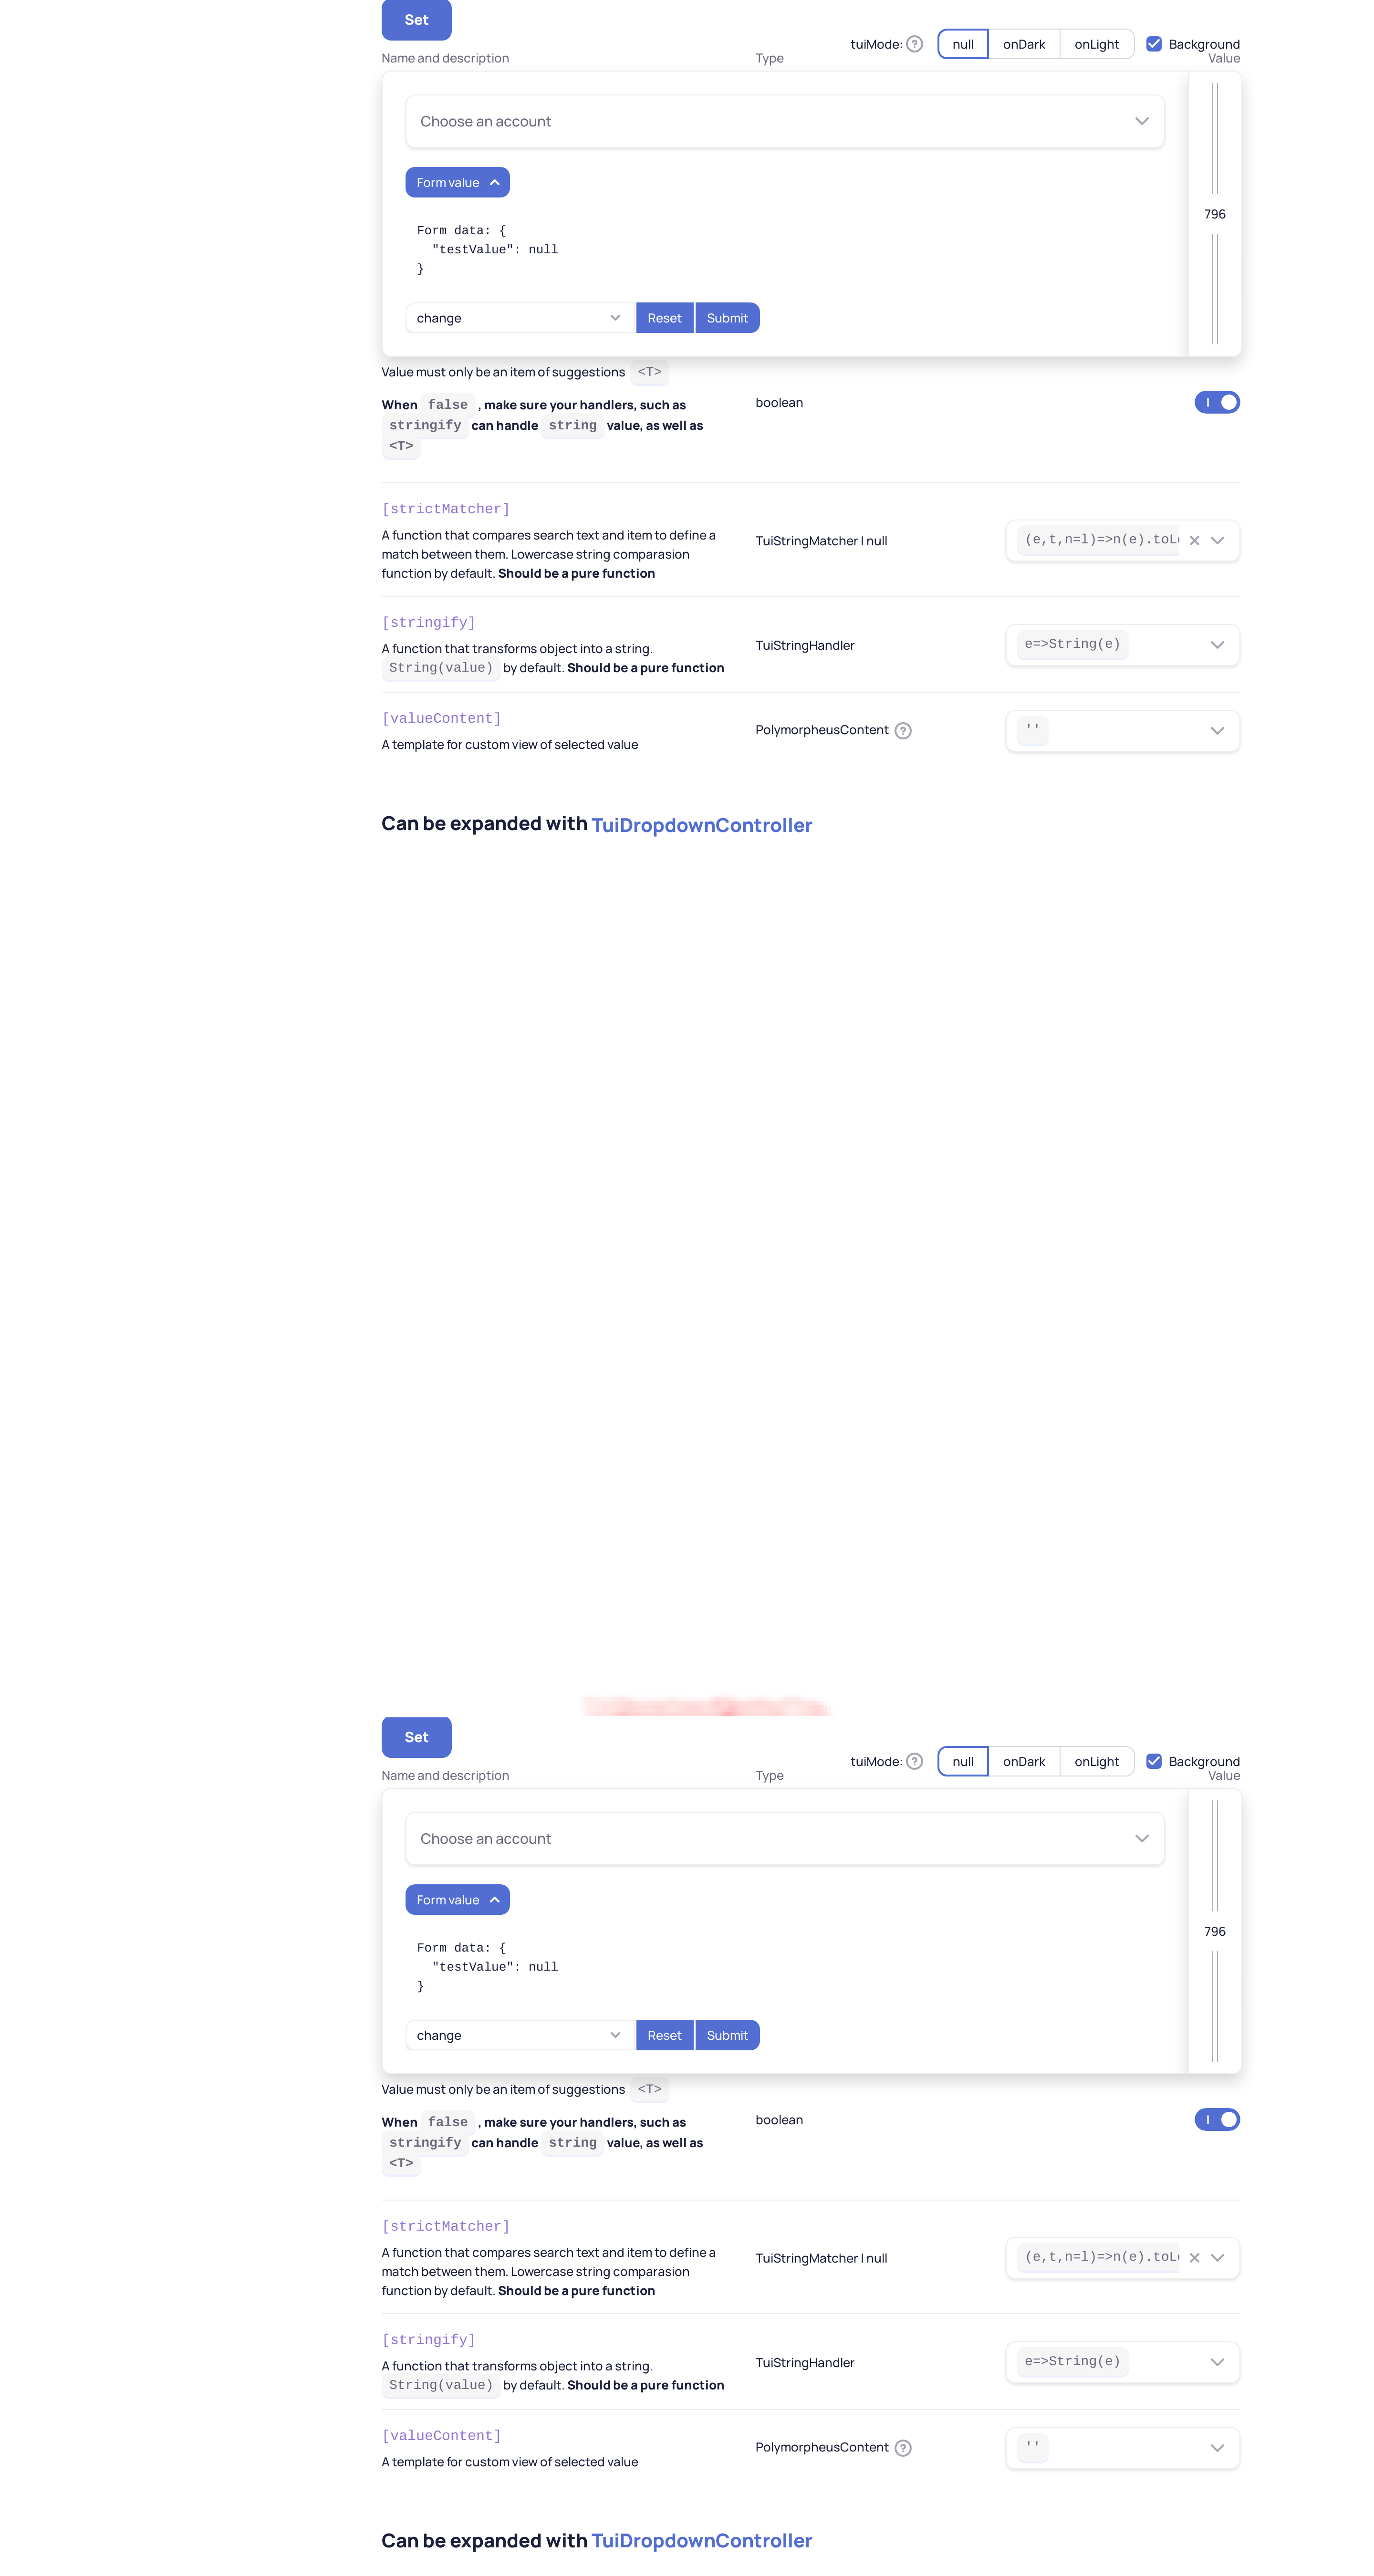 Set
tuiMode: null onDark onLight Background
Name and description Type Value
Choose an account
Form value
796
Form data: {
"testValue": null
}
change Reset Submit
Value must only be an item of suggestions <T>
When false , make sure your handlers, such as
boolean
stringify can handle string value, as well as
<T>
[strictMatcher]
A function that compares search text and item to define a
match between them. Lowercase string comparasion
function by default. Should be a pure function
TuiStringMatcher | null
(e,t,n=l)=>n(e).toL
[stringify]
A function that transforms object into a string.
String(value) by default. Should be a pure function
TuiStringHandler
e=>String(e)
[valueContent]
A template for custom view of selected value
PolymorpheusContent
''
Can be expanded with TuiDropdownController
Set
tuiMode: null onDark onLight Background
Name and description Type Value
Choose an account
Form value
796
Form data: {
"testValue": null
}
change Reset Submit
Value must only be an item of suggestions <T>
When false , make sure your handlers, such as
boolean
stringify can handle string value, as well as
<T>
[strictMatcher]
A function that compares search text and item to define a
match between them. Lowercase string comparasion
function by default. Should be a pure function
TuiStringMatcher | null
(e,t,n=l)=>n(e).toL
[stringify]
A function that transforms object into a string.
String(value) by default. Should be a pure function
TuiStringHandler
e=>String(e)
[valueContent]
A template for custom view of selected value
PolymorpheusContent
''
Can be expanded with TuiDropdownController